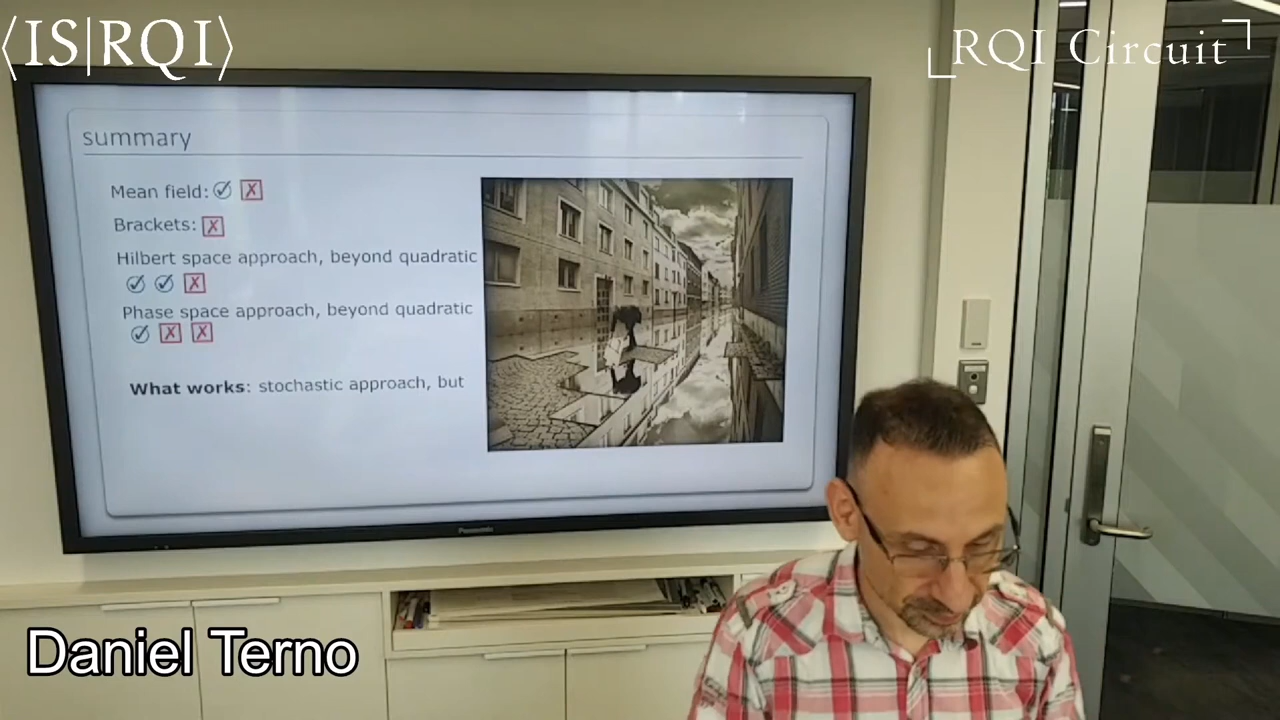 ⟨IS|RQI⟩
RQI Circuit
summary
Mean field: ✓ ✗
Brackets: ✗
Hilbert space approach, beyond quadratic
✓ ✓ ✗
Phase space approach, beyond quadratic
✓ ✗ ✗
What works: stochastic approach, but
Panasonic
Daniel Terno